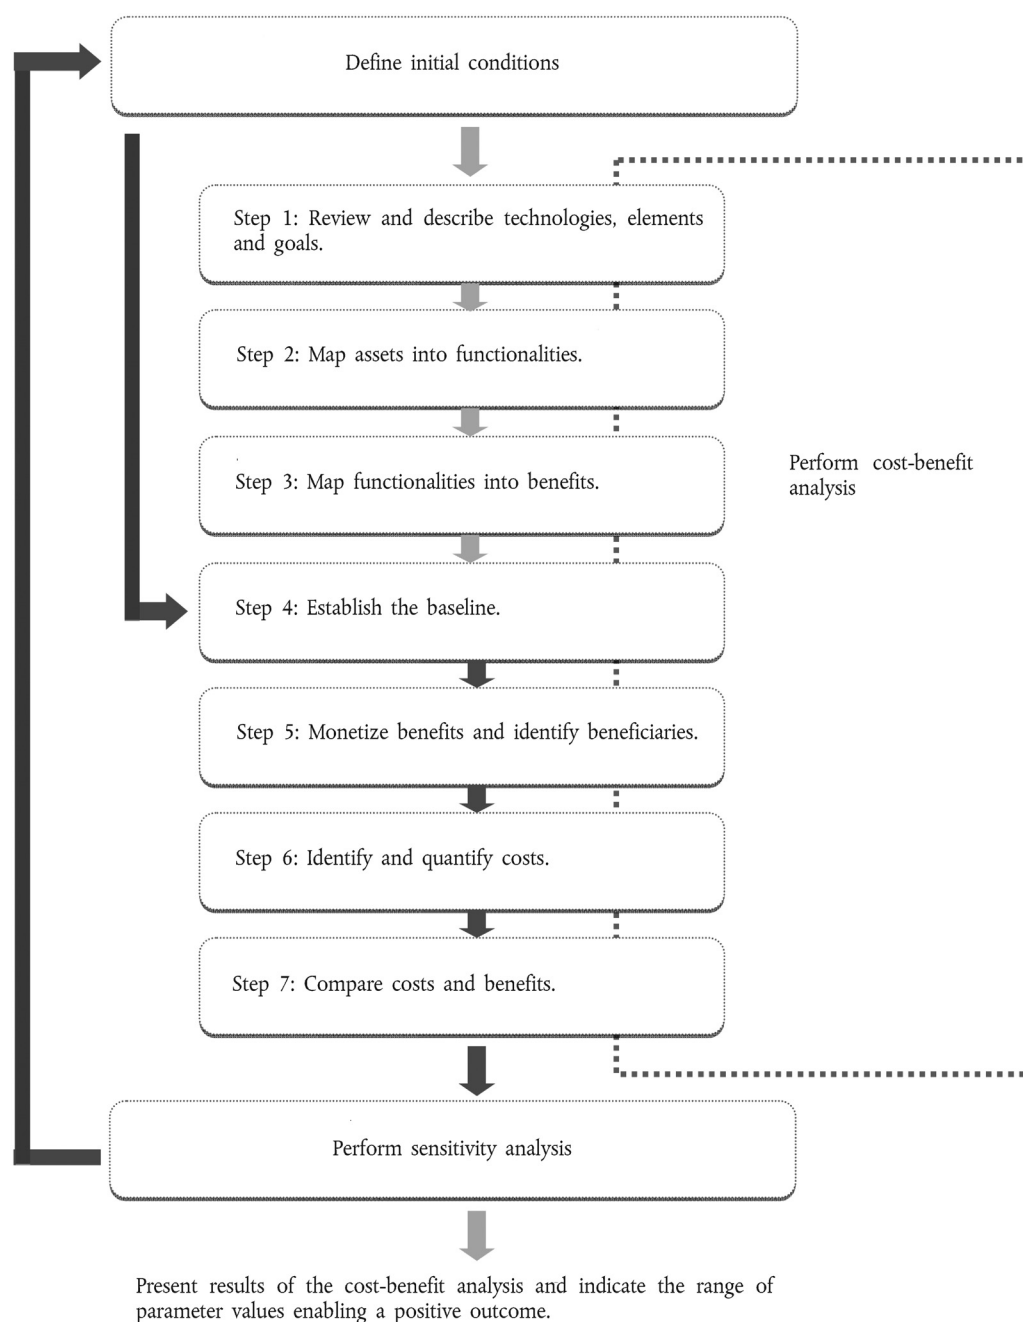 Define initial conditions
Step 1: Review and describe technologies, elements
and goals.
Step 2: Map assets into functionalities.
Step 3: Map functionalities into benefits.
Perform cost-benefit
analysis
Step 4: Establish the baseline.
Step 5: Monetize benefits and identify beneficiaries.
Step 6: Identify and quantify costs.
Step 7: Compare costs and benefits.
Perform sensitivity analysis
Present results of the cost-benefit analysis and indicate the range of
parameter values enabling a positive outcome.